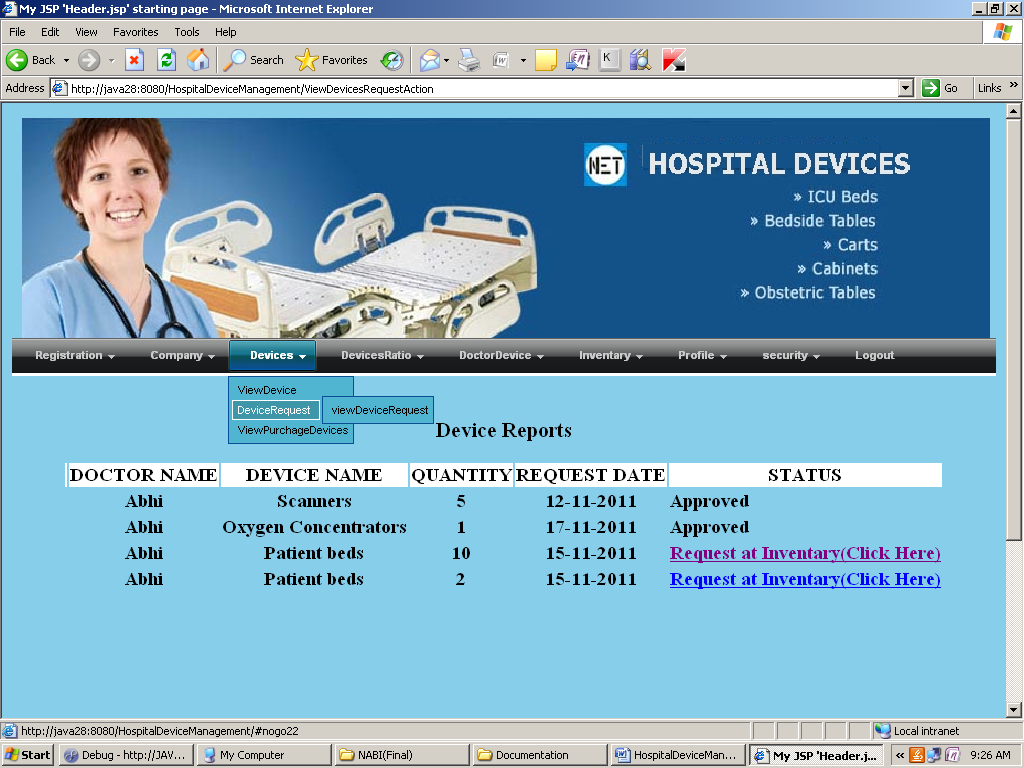 My JSP 'Header.jsp' starting page - Microsoft Internet Explorer
File Edit View Favorites Tools Help
Back Search Favorites W K
Address http://java28:8080/HospitalDeviceManagement/ViewDevicesRequestAction Go Links »
NET HOSPITAL DEVICES
» ICU Beds
» Bedside Tables
» Carts
» Cabinets
» Obstetric Tables
Registration Company Devices DevicesRatio DoctorDevice Inventary Profile security Logout
ViewDevice
DeviceRequest viewDeviceRequest
ViewPurchageDevices
Device Reports
DOCTOR NAME DEVICE NAME QUANTITY REQUEST DATE STATUS
Abhi Scanners 5 12-11-2011 Approved
Abhi Oxygen Concentrators 1 17-11-2011 Approved
Abhi Patient beds 10 15-11-2011 Request at Inventary(Click Here)
Abhi Patient beds 2 15-11-2011 Request at Inventary(Click Here)
http://java28:8080/HospitalDeviceManagement/#nogo22 Local intranet
Start Debug - http://JAV... My Computer NABI(Final) Documentation HospitalDeviceMan... My JSP 'Header.j... « 9:26 AM